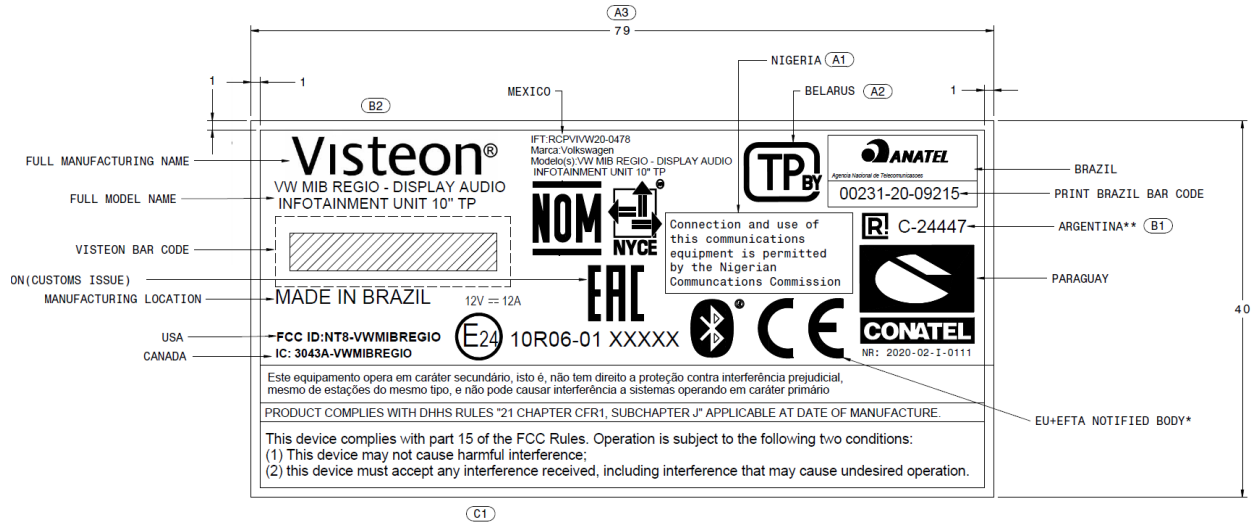 A3
79
NIGERIA A1
1
1
MEXICO
BELARUS A2
1
B2
FULL MANUFACTURING NAME
Visteon®
IFT:RCPVIVW20-0478
Marca:Volkswagen
Modelo(s):VW MIB REGIO - DISPLAY AUDIO
INFOTAINMENT UNIT 10" TP
TP BY
ANATEL
Agencia Nacional de Telecomunicasoes
BRAZIL
00231-20-09215
PRINT BRAZIL BAR CODE
FULL MODEL NAME
VW MIB REGIO - DISPLAY AUDIO
INFOTAINMENT UNIT 10" TP
NOM
NYCE
Connection and use of
this communications
equipment is permitted
by the Nigerian
Communcations Commission
R C-24447
ARGENTINA** B1
VISTEON BAR CODE
PARAGUAY
ON(CUSTOMS ISSUE)
EAC
MANUFACTURING LOCATION
MADE IN BRAZIL
12V 12A
40
USA
FCC ID:NT8-VWMIBREGIO
CANADA
IC: 3043A-VWMIBREGIO
E24
10R06-01 XXXXX
CE
CONATEL
NR: 2020-02-I-0111
Este equipamento opera em caráter secundário, isto é, não tem direito a proteção contra interferência prejudicial,
mesmo de estações do mesmo tipo, e não pode causar interferência a sistemas operando em caráter primário
PRODUCT COMPLIES WITH DHHS RULES "21 CHAPTER CFR1, SUBCHAPTER J" APPLICABLE AT DATE OF MANUFACTURE.
EU+EFTA NOTIFIED BODY*
This device complies with part 15 of the FCC Rules. Operation is subject to the following two conditions:
(1) This device may not cause harmful interference;
(2) this device must accept any interference received, including interference that may cause undesired operation.
C1